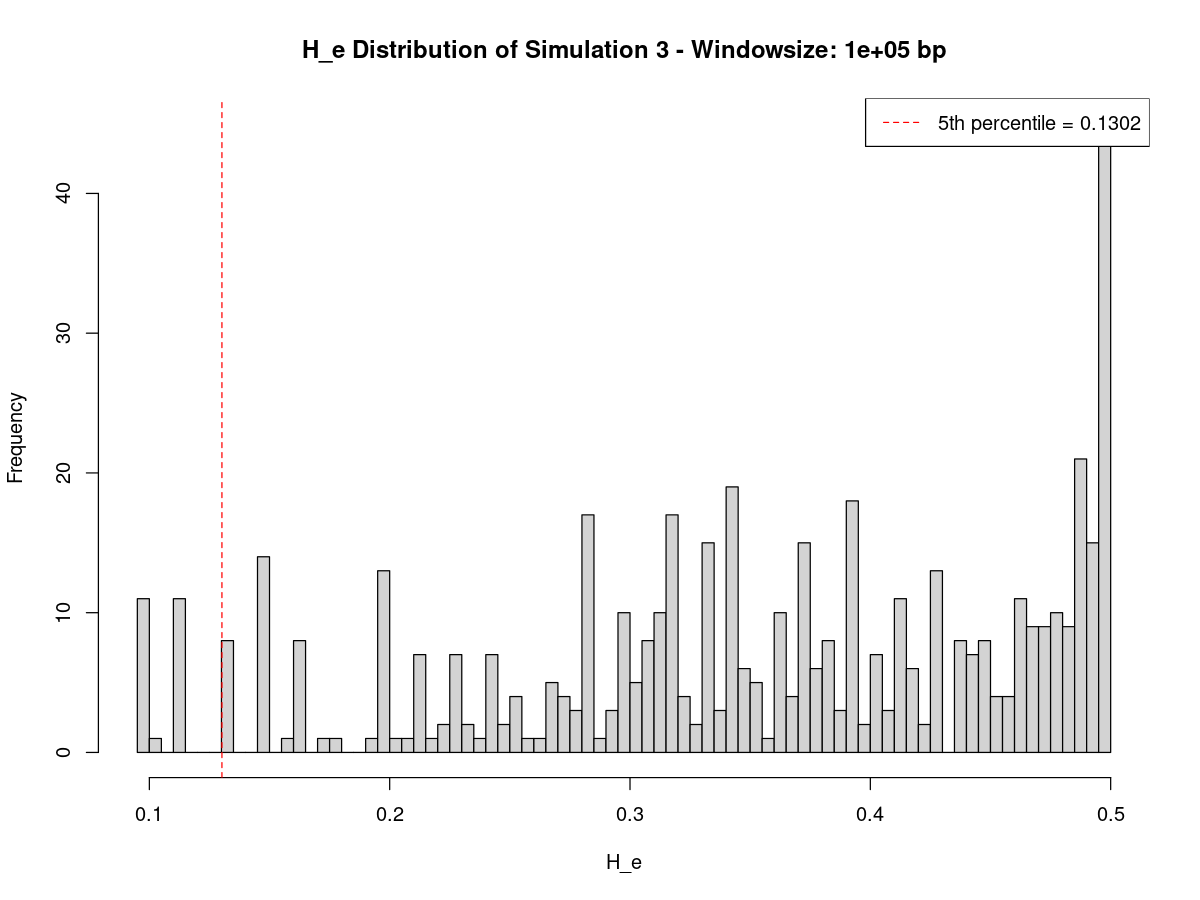 H_e Distribution of Simulation 3 - Windowsize: 1e+05 bp
5th percentile = 0.1302
Frequency
40
30
20
10
0
0.1 0.2 0.3 0.4 0.5
H_e